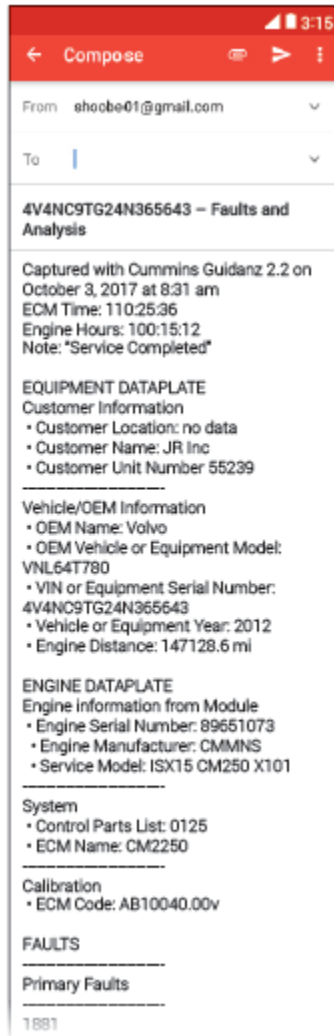 3:15
Compose
From shoobe01@gmail.com
To
4V4NC9TG24N365643 – Faults and
Analysis
Captured with Cummins Guidanz 2.2 on
October 3, 2017 at 8:31 am
ECM Time: 110:25:36
Engine Hours: 100:15:12
Note: "Service Completed"
EQUIPMENT DATAPLATE
Customer Information
• Customer Location: no data
• Customer Name: JR Inc
• Customer Unit Number 55239
--------------------
Vehicle/OEM Information
• OEM Name: Volvo
• OEM Vehicle or Equipment Model:
VNL64T780
• VIN or Equipment Serial Number:
4V4NC9TG24N365643
• Vehicle or Equipment Year: 2012
• Engine Distance: 147128.6 mi
ENGINE DATAPLATE
Engine information from Module
• Engine Serial Number: 89651073
• Engine Manufacturer: CMMNS
• Service Model: ISX15 CM250 X101
--------------------
System
• Control Parts List: 0125
• ECM Name: CM2250
--------------------
Calibration
• ECM Code: AB10040.00v
FAULTS
--------------------
Primary Faults
--------------------
1881